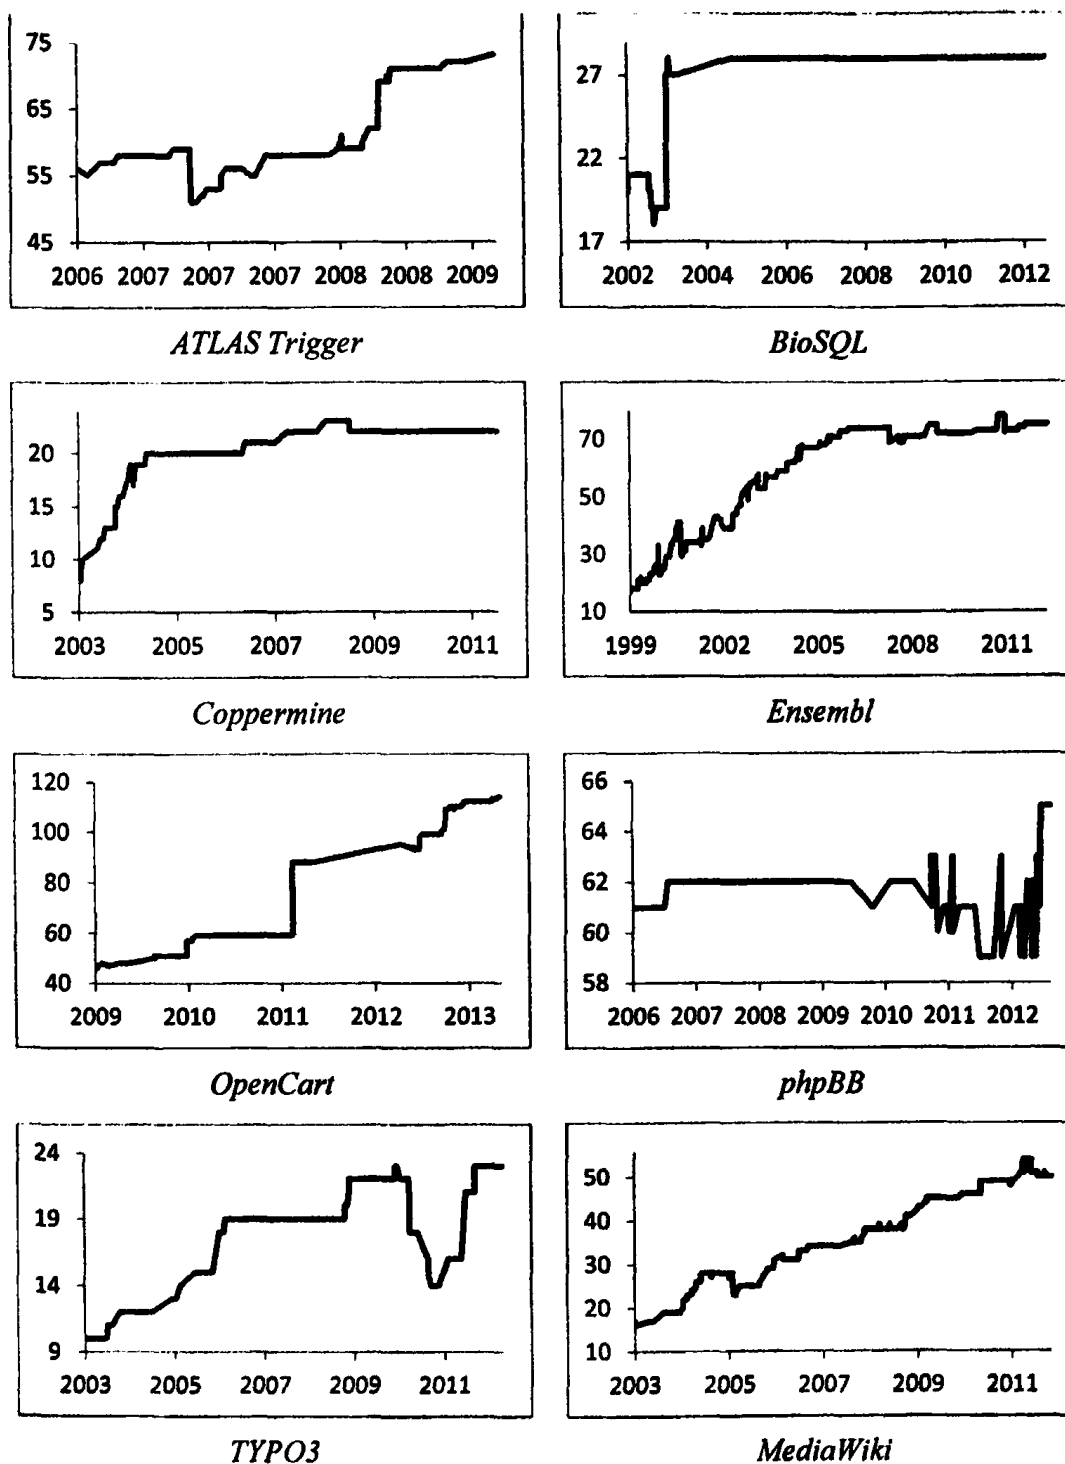 75
65
55
45
2006 2007 2007 2007 2008 2008 2009
ATLAS Trigger
27
22
17
2002 2004 2006 2008 2010 2012
BioSQL
20
15
10
5
2003 2005 2007 2009 2011
Coppermine
70
50
30
10
1999 2002 2005 2008 2011
Ensembl
120
100
80
60
40
2009 2010 2011 2012 2013
OpenCart
66
64
62
60
58
2006 2007 2008 2009 2010 2011 2012
phpBB
24
19
14
9
2003 2005 2007 2009 2011
TYPO3
50
40
30
20
10
2003 2005 2007 2009 2011
MediaWiki